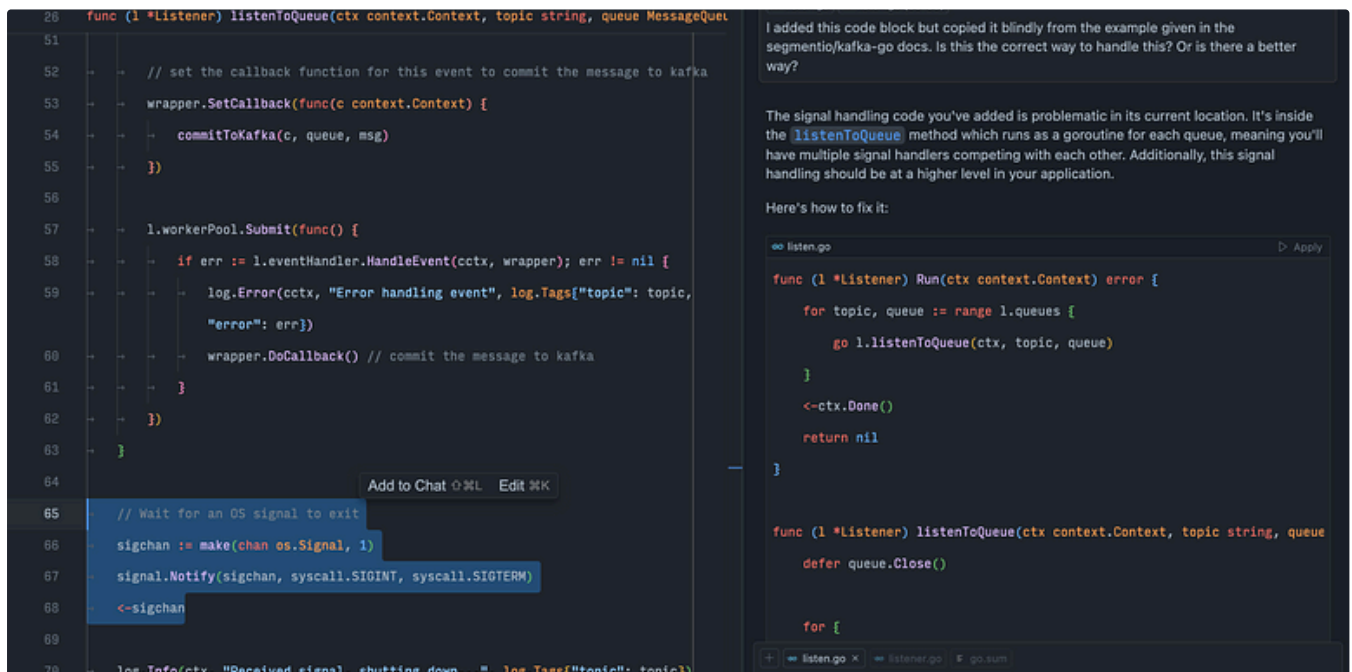 26 func (l *Listener) listenToQueue(ctx context.Context, topic string, queue MessageQueu
51
52 // set the callback function for this event to commit the message to kafka
53 wrapper.SetCallback(func(c context.Context) {
54 commitToKafka(c, queue, msg)
55 })
56
57 l.workerPool.Submit(func() {
58 if err := l.eventHandler.HandleEvent(cctx, wrapper); err != nil {
59 log.Error(cctx, "Error handling event", log.Tags{"topic": topic,
"error": err})
60 wrapper.DoCallback() // commit the message to kafka
61 }
62 })
63 }
64
Add to Chat ⇧⌘L Edit ⌘K
65 // Wait for an OS signal to exit
66 sigchan := make(chan os.Signal, 1)
67 signal.Notify(sigchan, syscall.SIGINT, syscall.SIGTERM)
68 <-sigchan
69
70 log.Info(ctx, "Received signal, shutting down...", log.Tags{"topic": topic})
I added this code block but copied it blindly from the example given in the
segmentio/kafka-go docs. Is this the correct way to handle this? Or is there a better
way?
The signal handling code you've added is problematic in its current location. It's inside
the listenToQueue method which runs as a goroutine for each queue, meaning you'll
have multiple signal handlers competing with each other. Additionally, this signal
handling should be at a higher level in your application.
Here's how to fix it:
listen.go Apply
func (l *Listener) Run(ctx context.Context) error {
for topic, queue := range l.queues {
go l.listenToQueue(ctx, topic, queue)
}
<-ctx.Done()
return nil
}
func (l *Listener) listenToQueue(ctx context.Context, topic string, queue
defer queue.Close()
for {
+ listen.go × listener.go go.sum